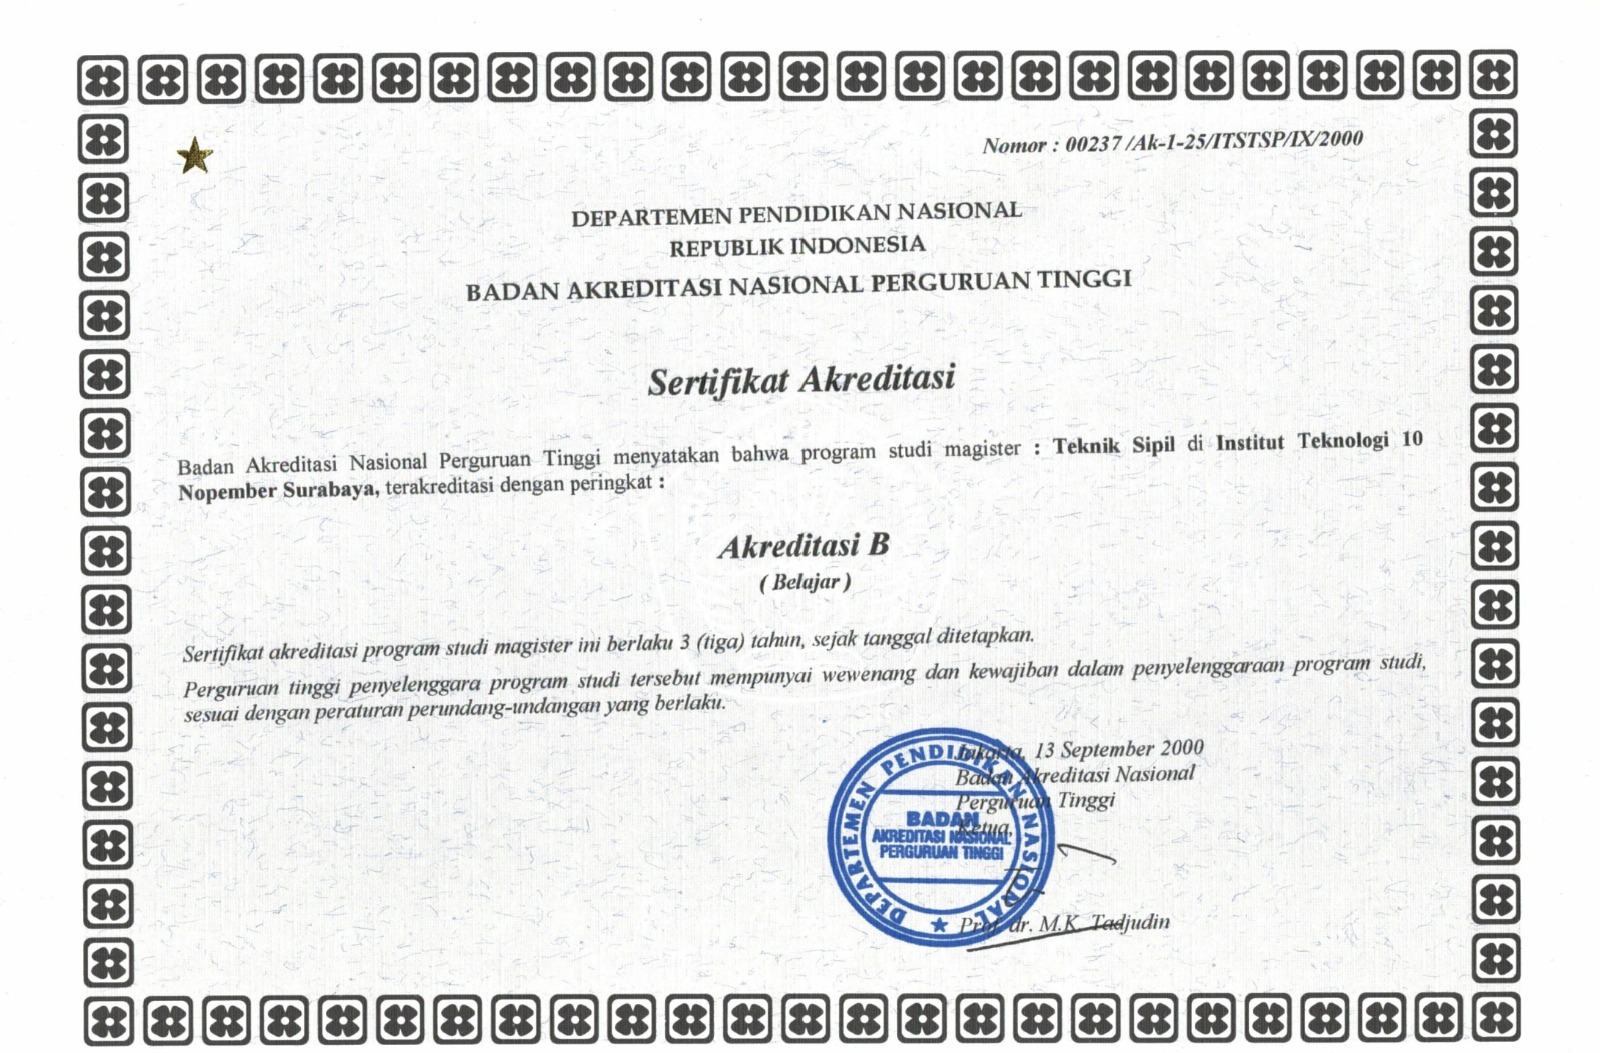 Nomor : 00237 /Ak-1-25/ITSTSP/IX/2000
DEPARTEMEN PENDIDIKAN NASIONAL
REPUBLIK INDONESIA
BADAN AKREDITASI NASIONAL PERGURUAN TINGGI
Sertifikat Akreditasi
Badan Akreditasi Nasional Perguruan Tinggi menyatakan bahwa program studi magister : Teknik Sipil di Institut Teknologi 10
Nopember Surabaya, terakreditasi dengan peringkat :
Akreditasi B
( Belajar )
Sertifikat akreditasi program studi magister ini berlaku 3 (tiga) tahun, sejak tanggal ditetapkan.
Perguruan tinggi penyelenggara program studi tersebut mempunyai wewenang dan kewajiban dalam penyelenggaraan program studi,
sesuai dengan peraturan perundang-undangan yang berlaku.
Jakarta, 13 September 2000
Badan Akreditasi Nasional
Perguruan Tinggi
Ketua,
Prof. dr. M.K. Tadjudin
DEPARTEMEN PENDIDIKAN NASIONAL
BADAN
AKREDITASI NASIONAL
PERGURUAN TINGGI